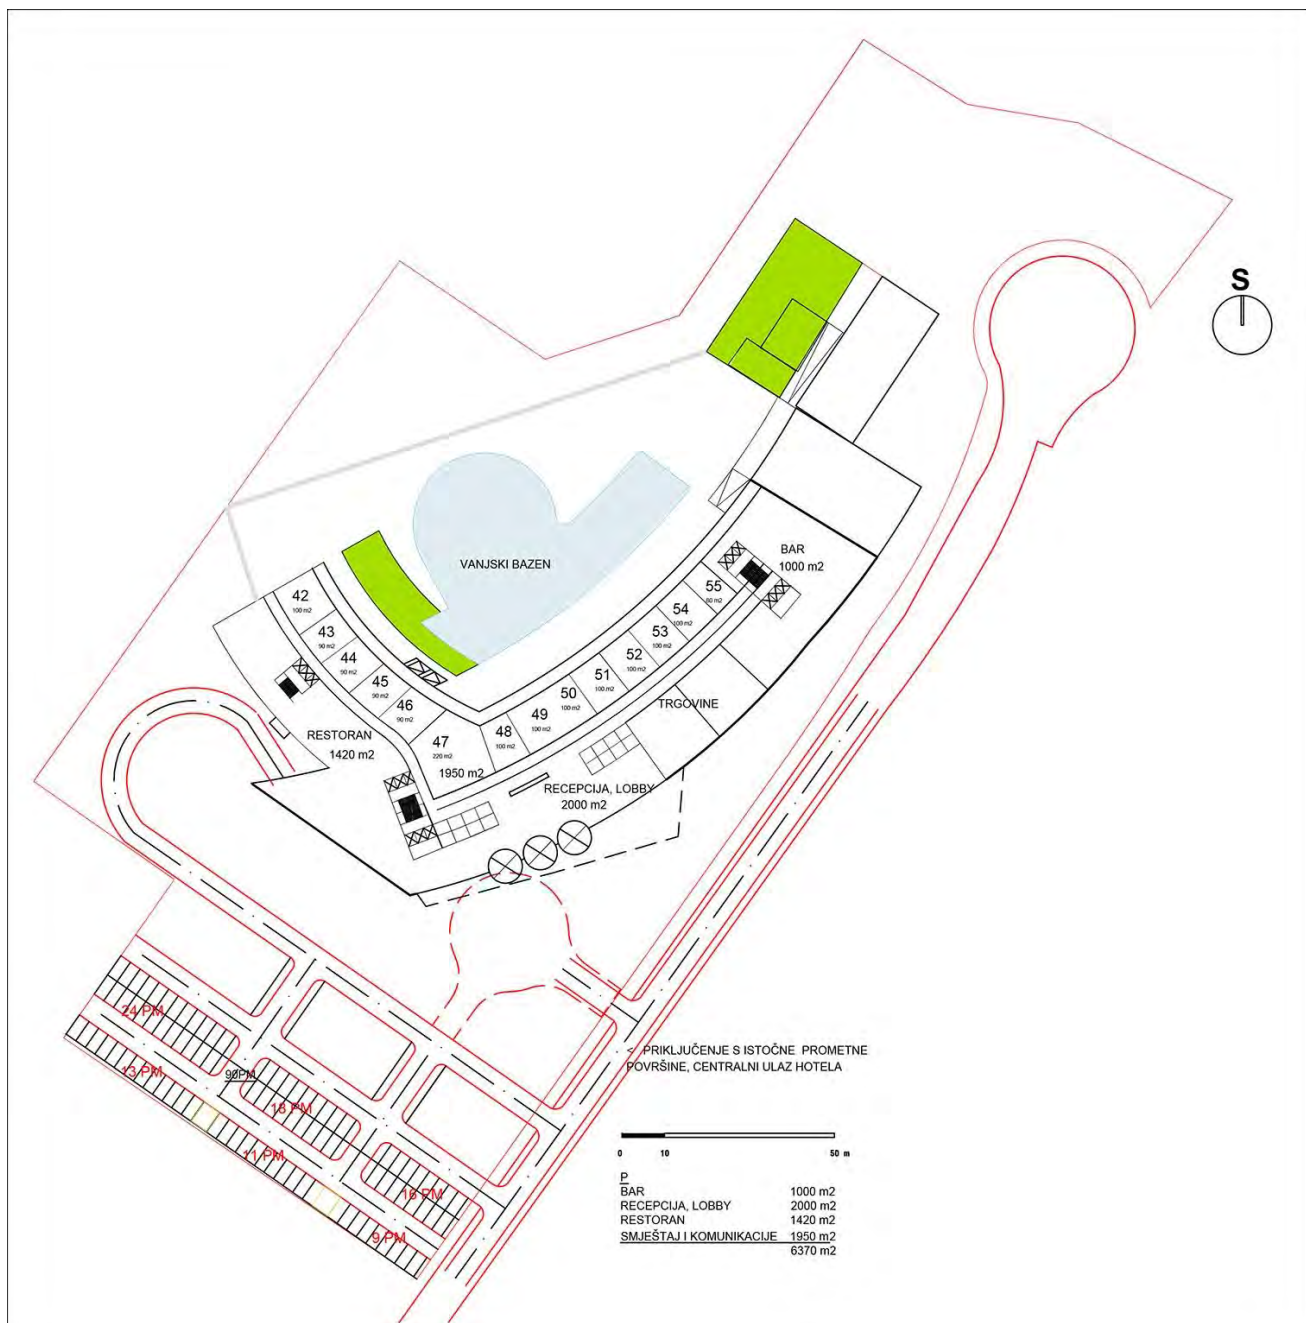 S
VANJSKI BAZEN
BAR
1000 m2
42
100 m2
43
90 m2
44
90 m2
45
90 m2
46
90 m2
47
220 m2
1950 m2
48
100 m2
49
100 m2
50
100 m2
51
100 m2
52
100 m2
53
100 m2
54
100 m2
55
80 m2
TRGOVINE
RESTORAN
1420 m2
RECEPCIJA, LOBBY
2000 m2
24 PM
13 PM
90PM
18 PM
11 PM
16 PM
9 PM
< PRIKLJUČENJE S ISTOČNE PROMETNE
POVRŠINE, CENTRALNI ULAZ HOTELA
0 10 50 m
P
BAR 1000 m2
RECEPCIJA, LOBBY 2000 m2
RESTORAN 1420 m2
SMJEŠTAJ I KOMUNIKACIJE 1950 m2
6370 m2